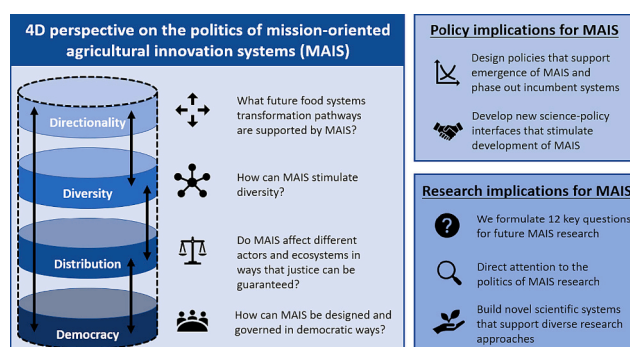 4D perspective on the politics of mission-oriented
agricultural innovation systems (MAIS)
Directionality
What future food systems
transformation pathways
are supported by MAIS?
Diversity
How can MAIS stimulate
diversity?
Distribution
Do MAIS affect different
actors and ecosystems in
ways that justice can be
guaranteed?
Democracy
How can MAIS be designed and
governed in democratic ways?
Policy implications for MAIS
Design policies that support
emergence of MAIS and
phase out incumbent systems
Develop new science-policy
interfaces that stimulate
development of MAIS
Research implications for MAIS
?
We formulate 12 key questions
for future MAIS research
Direct attention to the
politics of MAIS research
Build novel scientific systems
that support diverse research
approaches